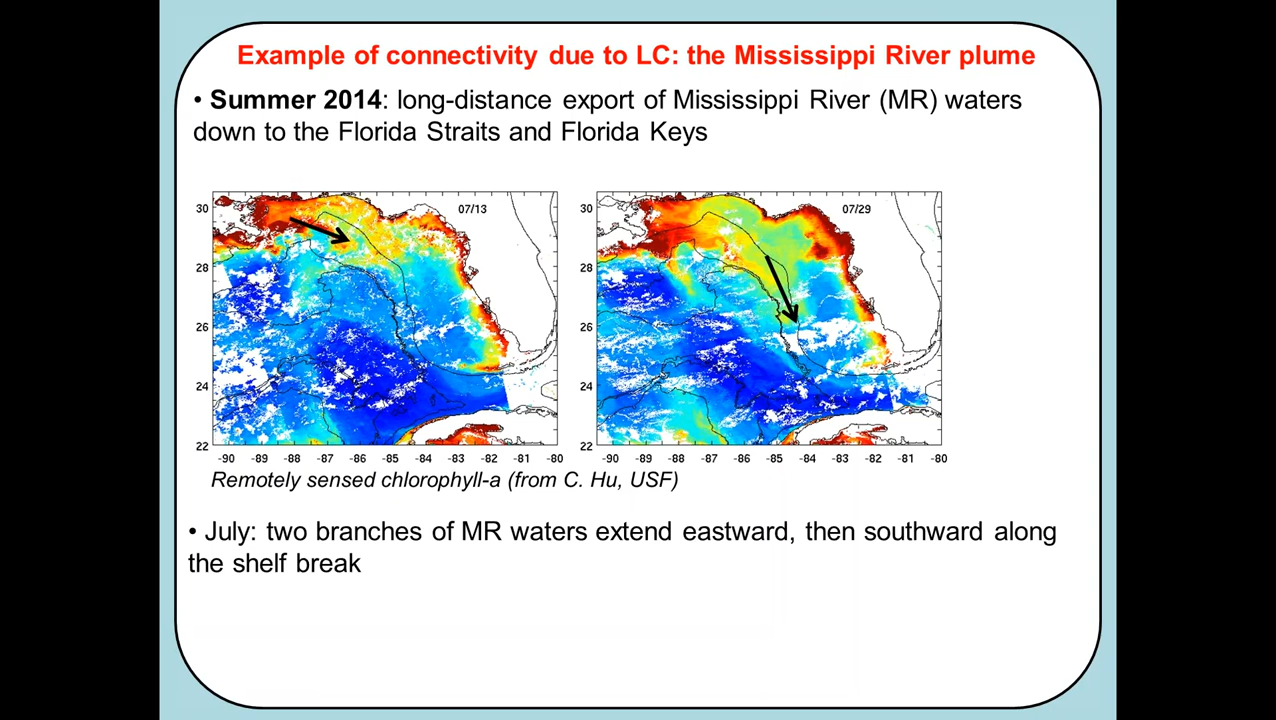 Example of connectivity due to LC: the Mississippi River plume
• Summer 2014: long-distance export of Mississippi River (MR) waters
down to the Florida Straits and Florida Keys
30
07/13
28
26
24
22
-90 -89 -88 -87 -86 -85 -84 -83 -82 -81 -80
30
07/29
28
26
24
22
-90 -89 -88 -87 -86 -85 -84 -83 -82 -81 -80
Remotely sensed chlorophyll-a (from C. Hu, USF)
• July: two branches of MR waters extend eastward, then southward along
the shelf break